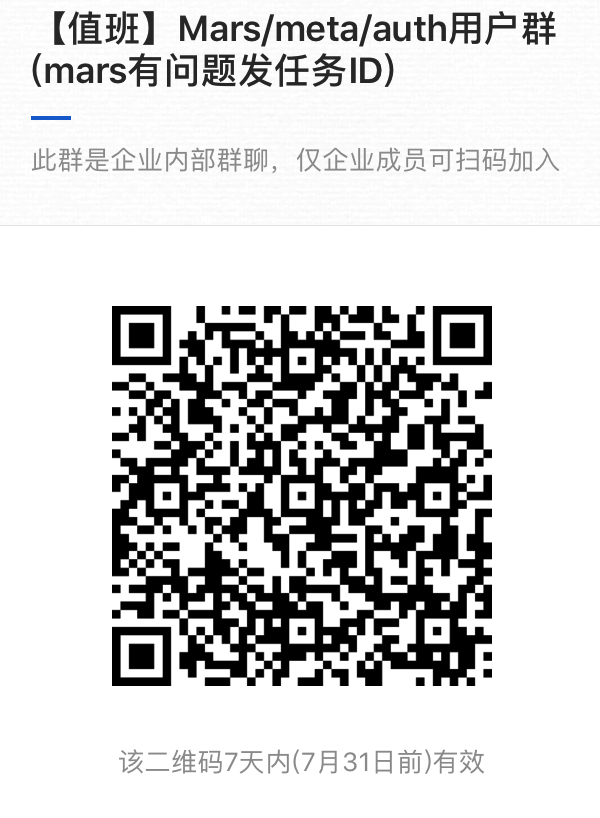 【值班】Mars/meta/auth用户群
(mars有问题发任务ID)
此群是企业内部群聊，仅企业成员可扫码加入
该二维码7天内(7月31日前)有效